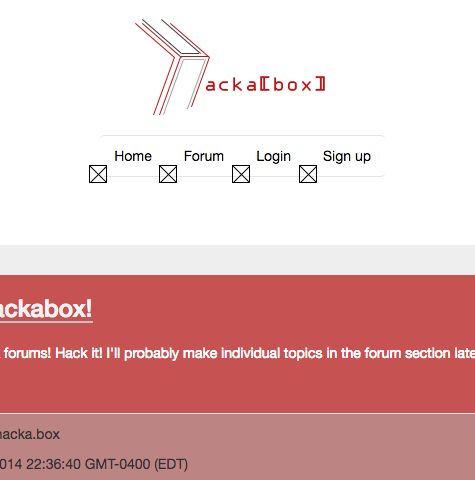 acka[box]
Home Forum Login Sign up
ackabox!
forums! Hack it! I'll probably make individual topics in the forum section late
hacka.box
014 22:36:40 GMT-0400 (EDT)